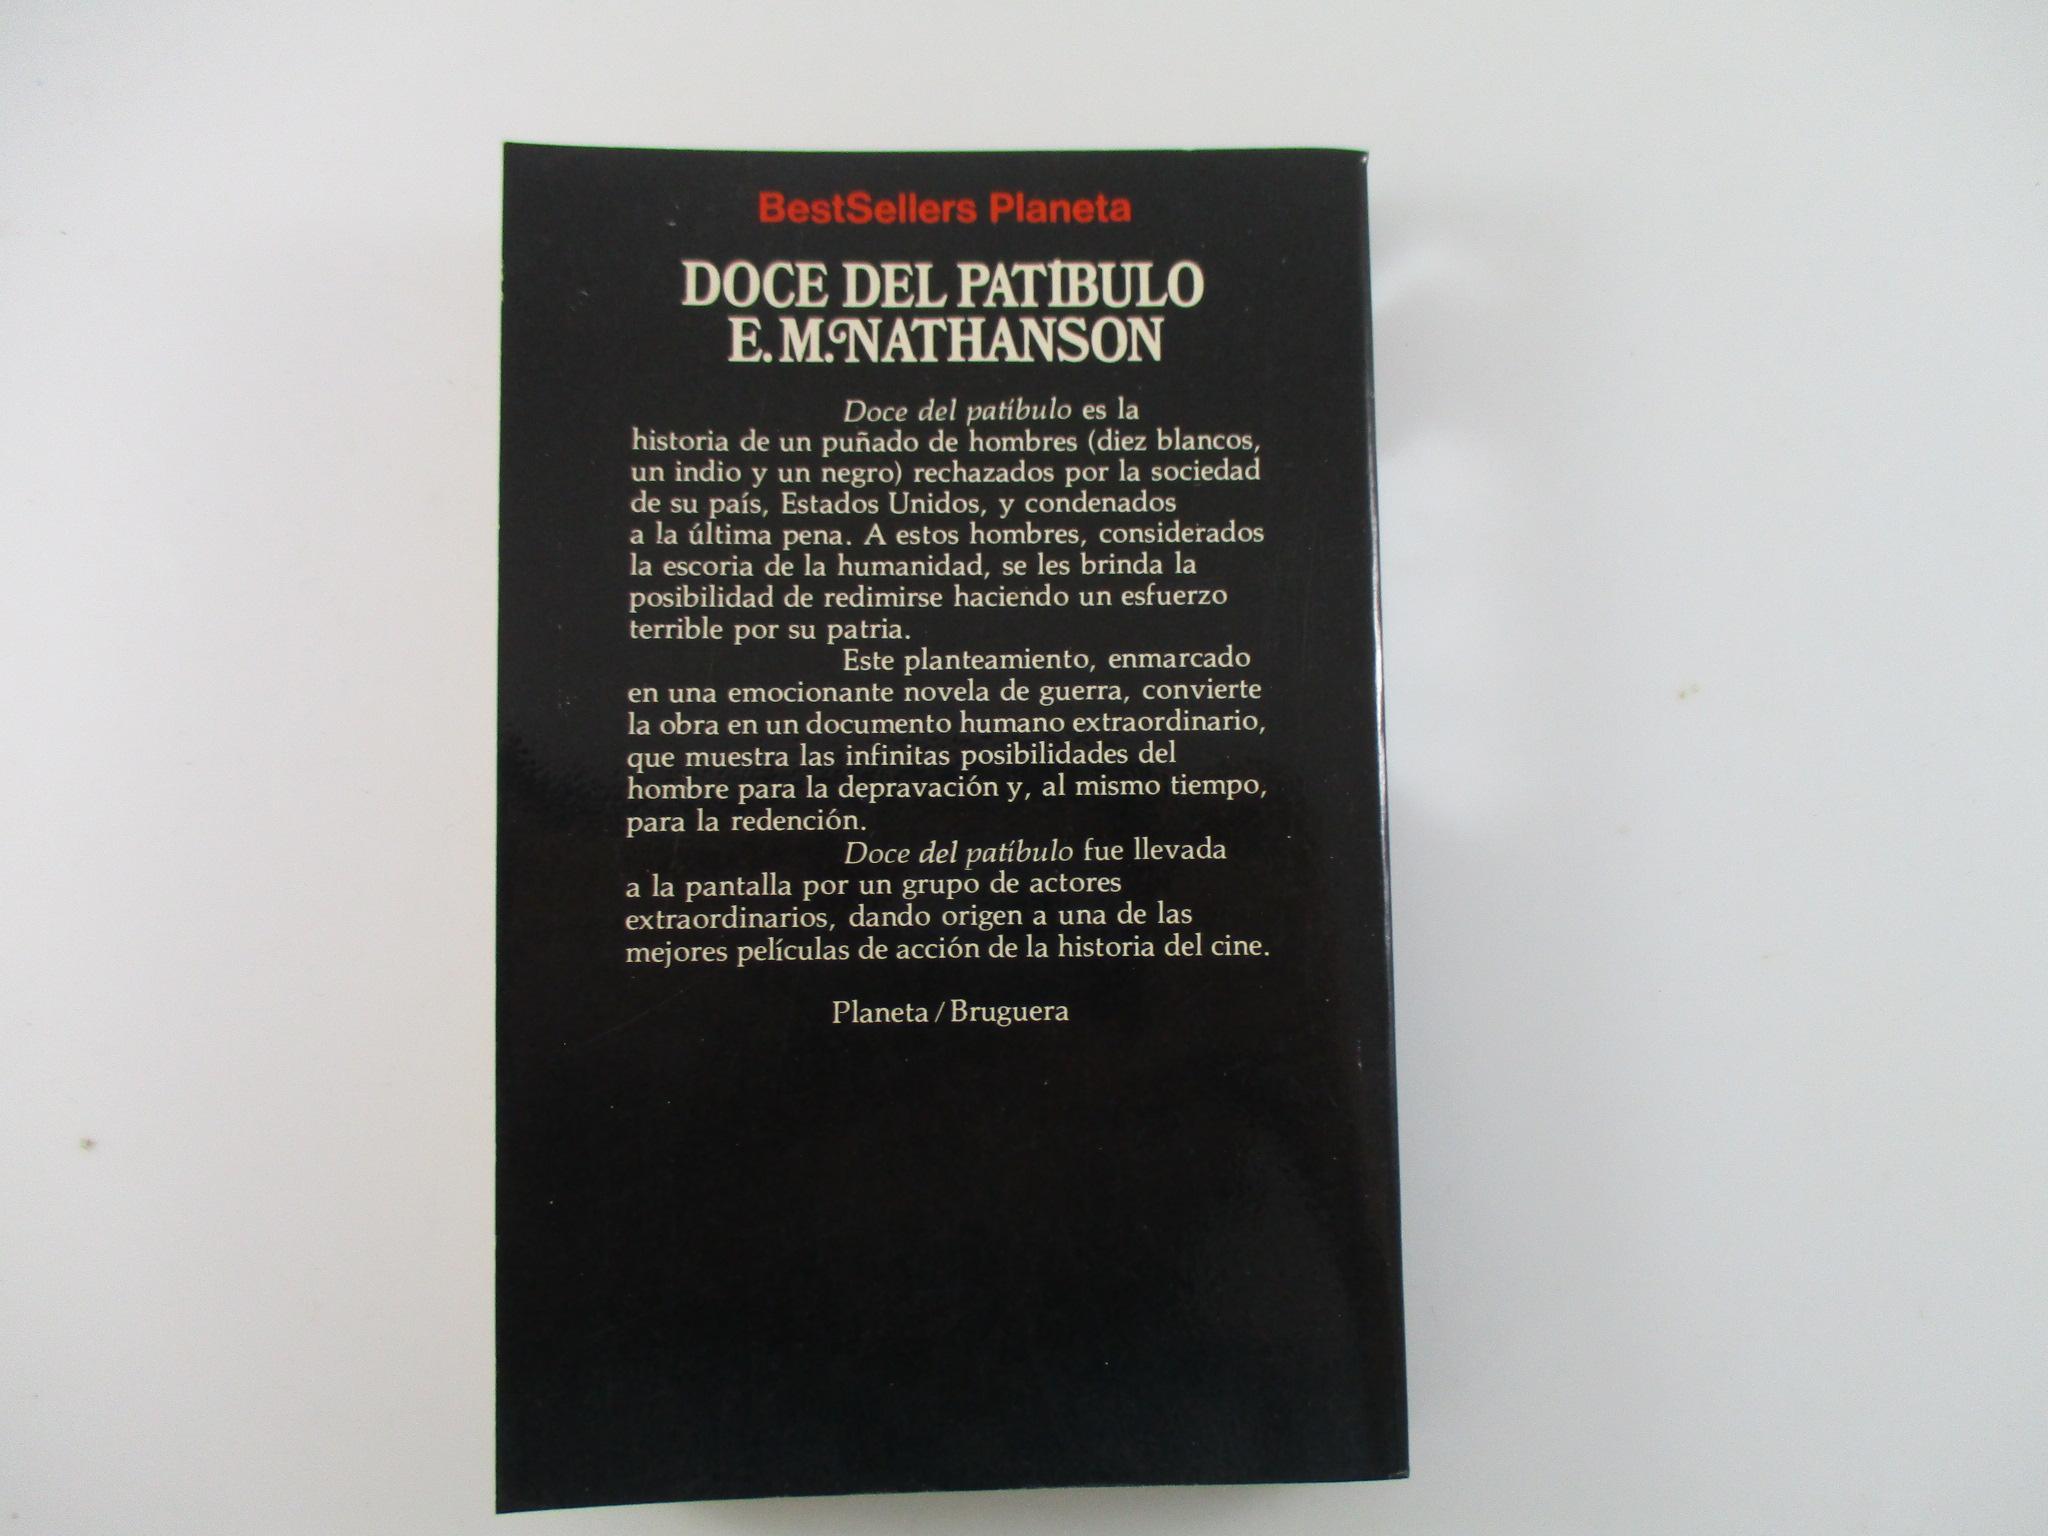 BestSellers Planeta
DOCE DEL PATÍBULO
E. M. NATHANSON
Doce del patíbulo es la
historia de un puñado de hombres (diez blancos,
un indio y un negro) rechazados por la sociedad
de su país, Estados Unidos, y condenados
a la última pena. A estos hombres, considerados
la escoria de la humanidad, se les brinda la
posibilidad de redimirse haciendo un esfuerzo
terrible por su patria.
Este planteamiento, enmarcado
en una emocionante novela de guerra, convierte
la obra en un documento humano extraordinario,
que muestra las infinitas posibilidades del
hombre para la depravación y, al mismo tiempo,
para la redención.
Doce del patíbulo fue llevada
a la pantalla por un grupo de actores
extraordinarios, dando origen a una de las
mejores películas de acción de la historia del cine.
Planeta / Bruguera